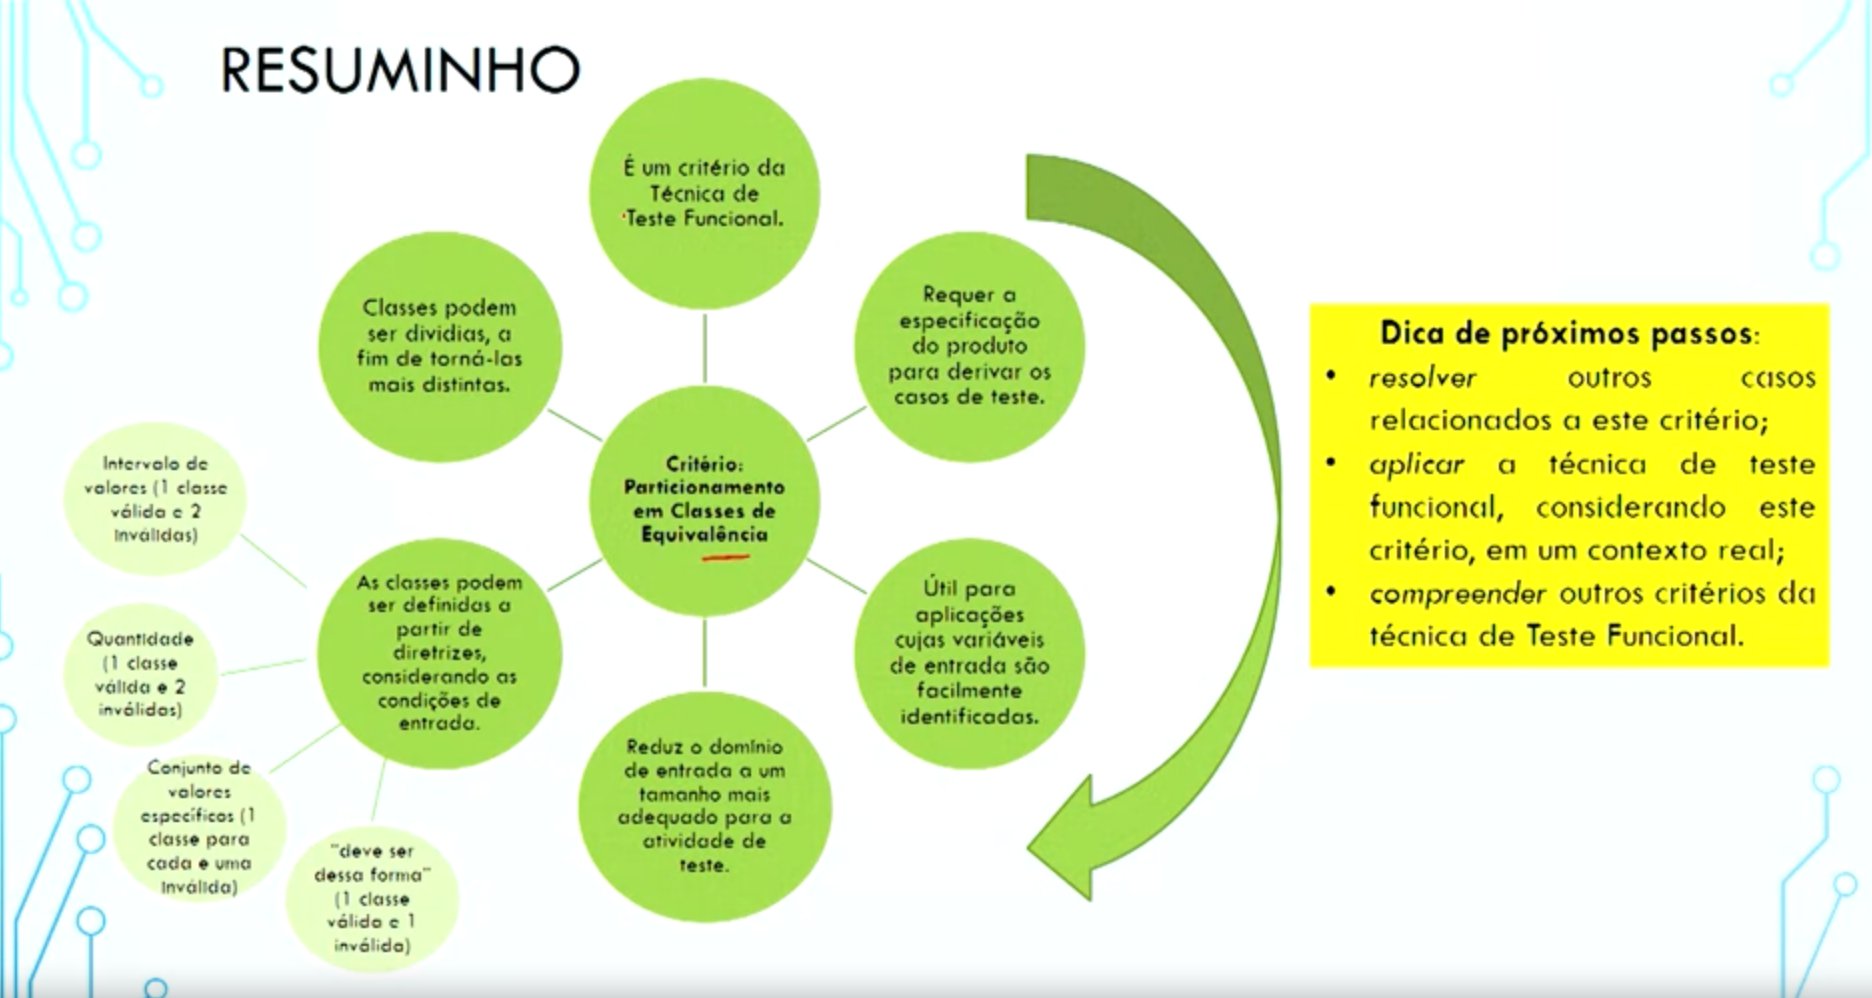 RESUMINHO
É um critério da
Técnica de
Teste Funcional.
Requer a
especificação
do produto
para derivar os
casos de teste.
Útil para
aplicações
cujas variáveis
de entrada são
facilmente
identificadas.
Reduz o domínio
de entrada a um
tamanho mais
adequado para a
atividade de
teste.
As classes podem
ser definidas a
partir de
diretrizes,
considerando as
condições de
entrada.
Intervalo de
valores (1 classe
válida e 2
inválidas)
Quantidade
(1 classe
válida e 2
inválidas)
Conjunto de
valores
específicos (1
classe para
cada e uma
inválida)
"deve ser
dessa forma"
(1 classe
válida e 1
inválida)
Classes podem
ser dividias, a
fim de torná-las
mais distintas.
Critério:
Particionamento
em Classes de
Equivalência
Dica de próximos passos:
• resolver outros casos
relacionados a este critério;
• aplicar a técnica de teste
funcional, considerando este
critério, em um contexto real;
• compreender outros critérios da
técnica de Teste Funcional.